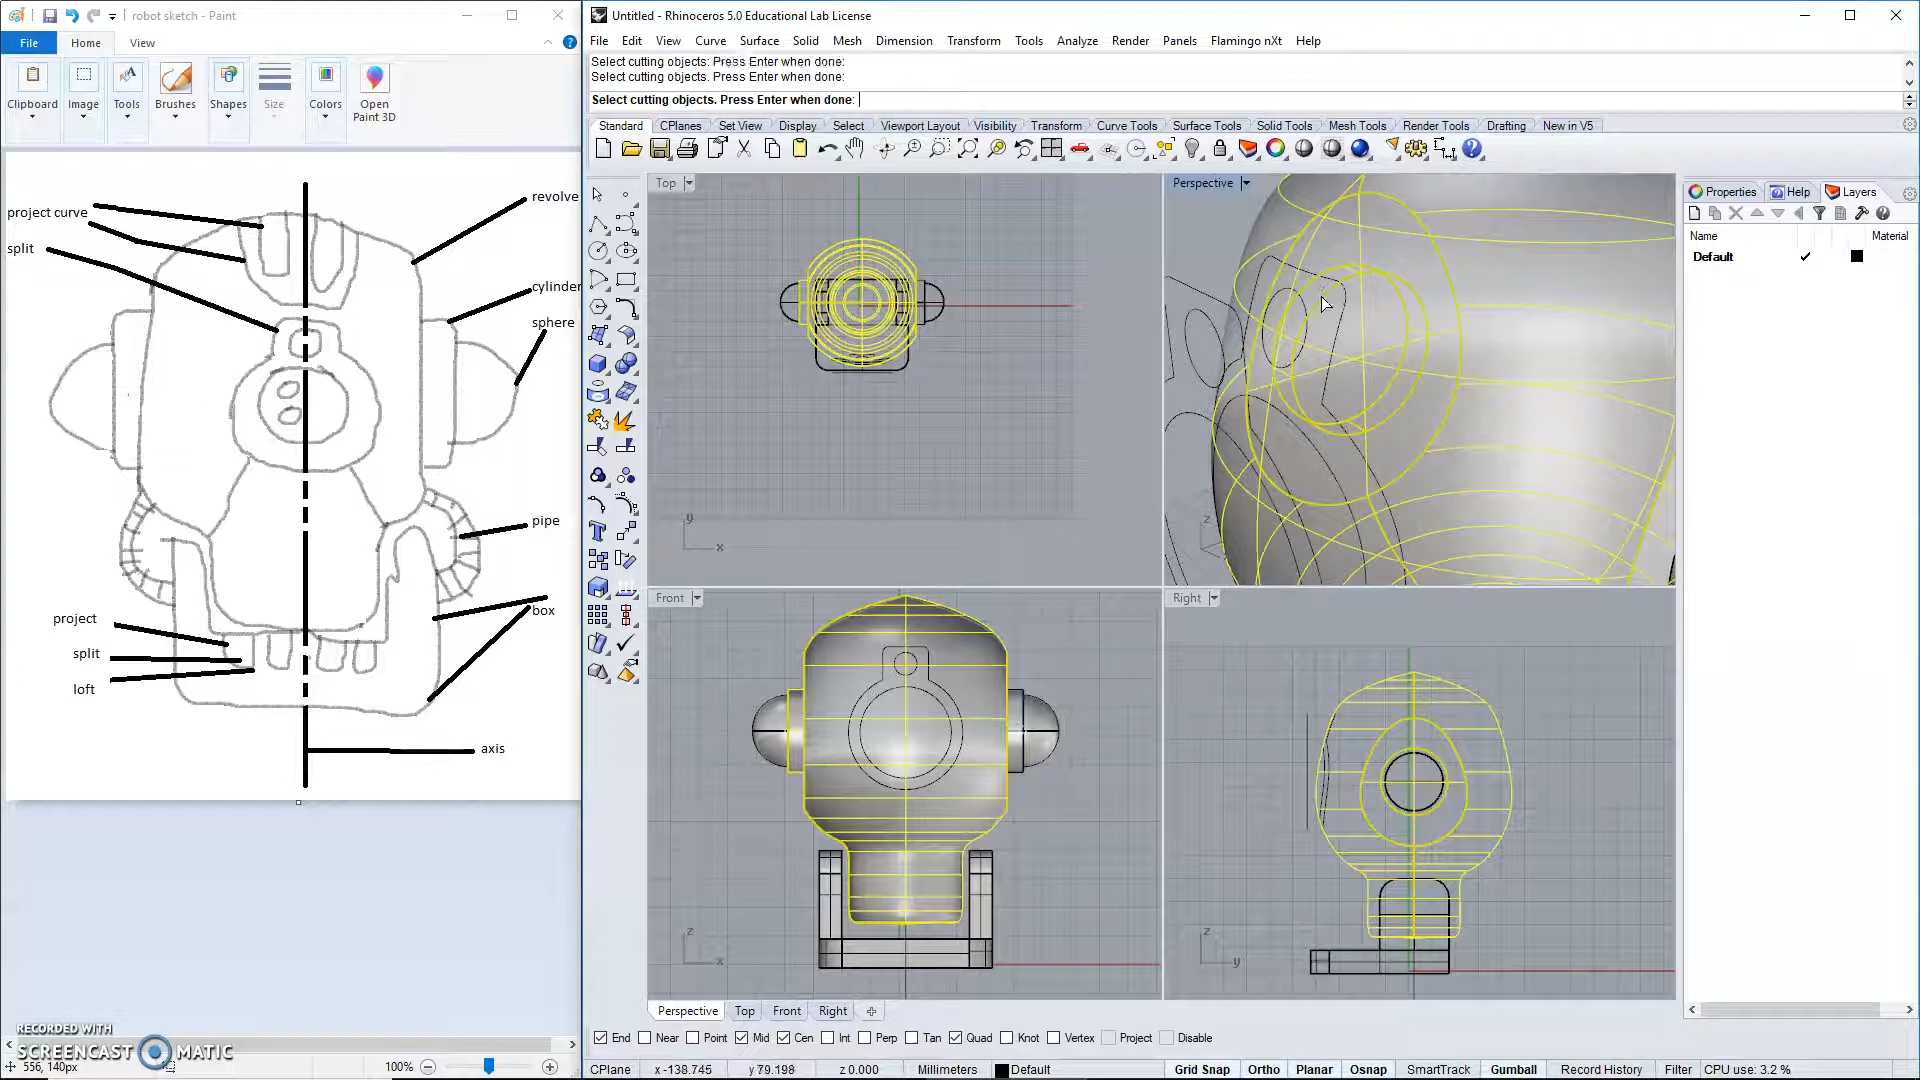 robot sketch - Paint
File
Home
View
Clipboard
Image
Tools
Brushes
Shapes
Size
Colors
Open
Paint 3D
project curve
split
revolve
cylinder
sphere
pipe
box
project
split
loft
axis
RECORDED WITH
SCREENCAST MATIC
556, 140px
100%
Untitled - Rhinoceros 5.0 Educational Lab License
File Edit View Curve Surface Solid Mesh Dimension Transform Tools Analyze Render Panels Flamingo nXt Help
Select cutting objects: Press Enter when done:
Select cutting objects. Press Enter when done:
Select cutting objects. Press Enter when done:
Standard CPlanes Set View Display Select Viewport Layout Visibility Transform Curve Tools Surface Tools Solid Tools Mesh Tools Render Tools Drafting New in V5
Top
y
x
Perspective
z
Front
z
x
Right
z
y
Properties Help Layers
Name Material
Default
Perspective Top Front Right
End Near Point Mid Cen Int Perp Tan Quad Knot Vertex Project Disable
CPlane x -138.745 y 79.198 z 0.000 Millimeters Default Grid Snap Ortho Planar Osnap SmartTrack Gumball Record History Filter CPU use: 3.2 %